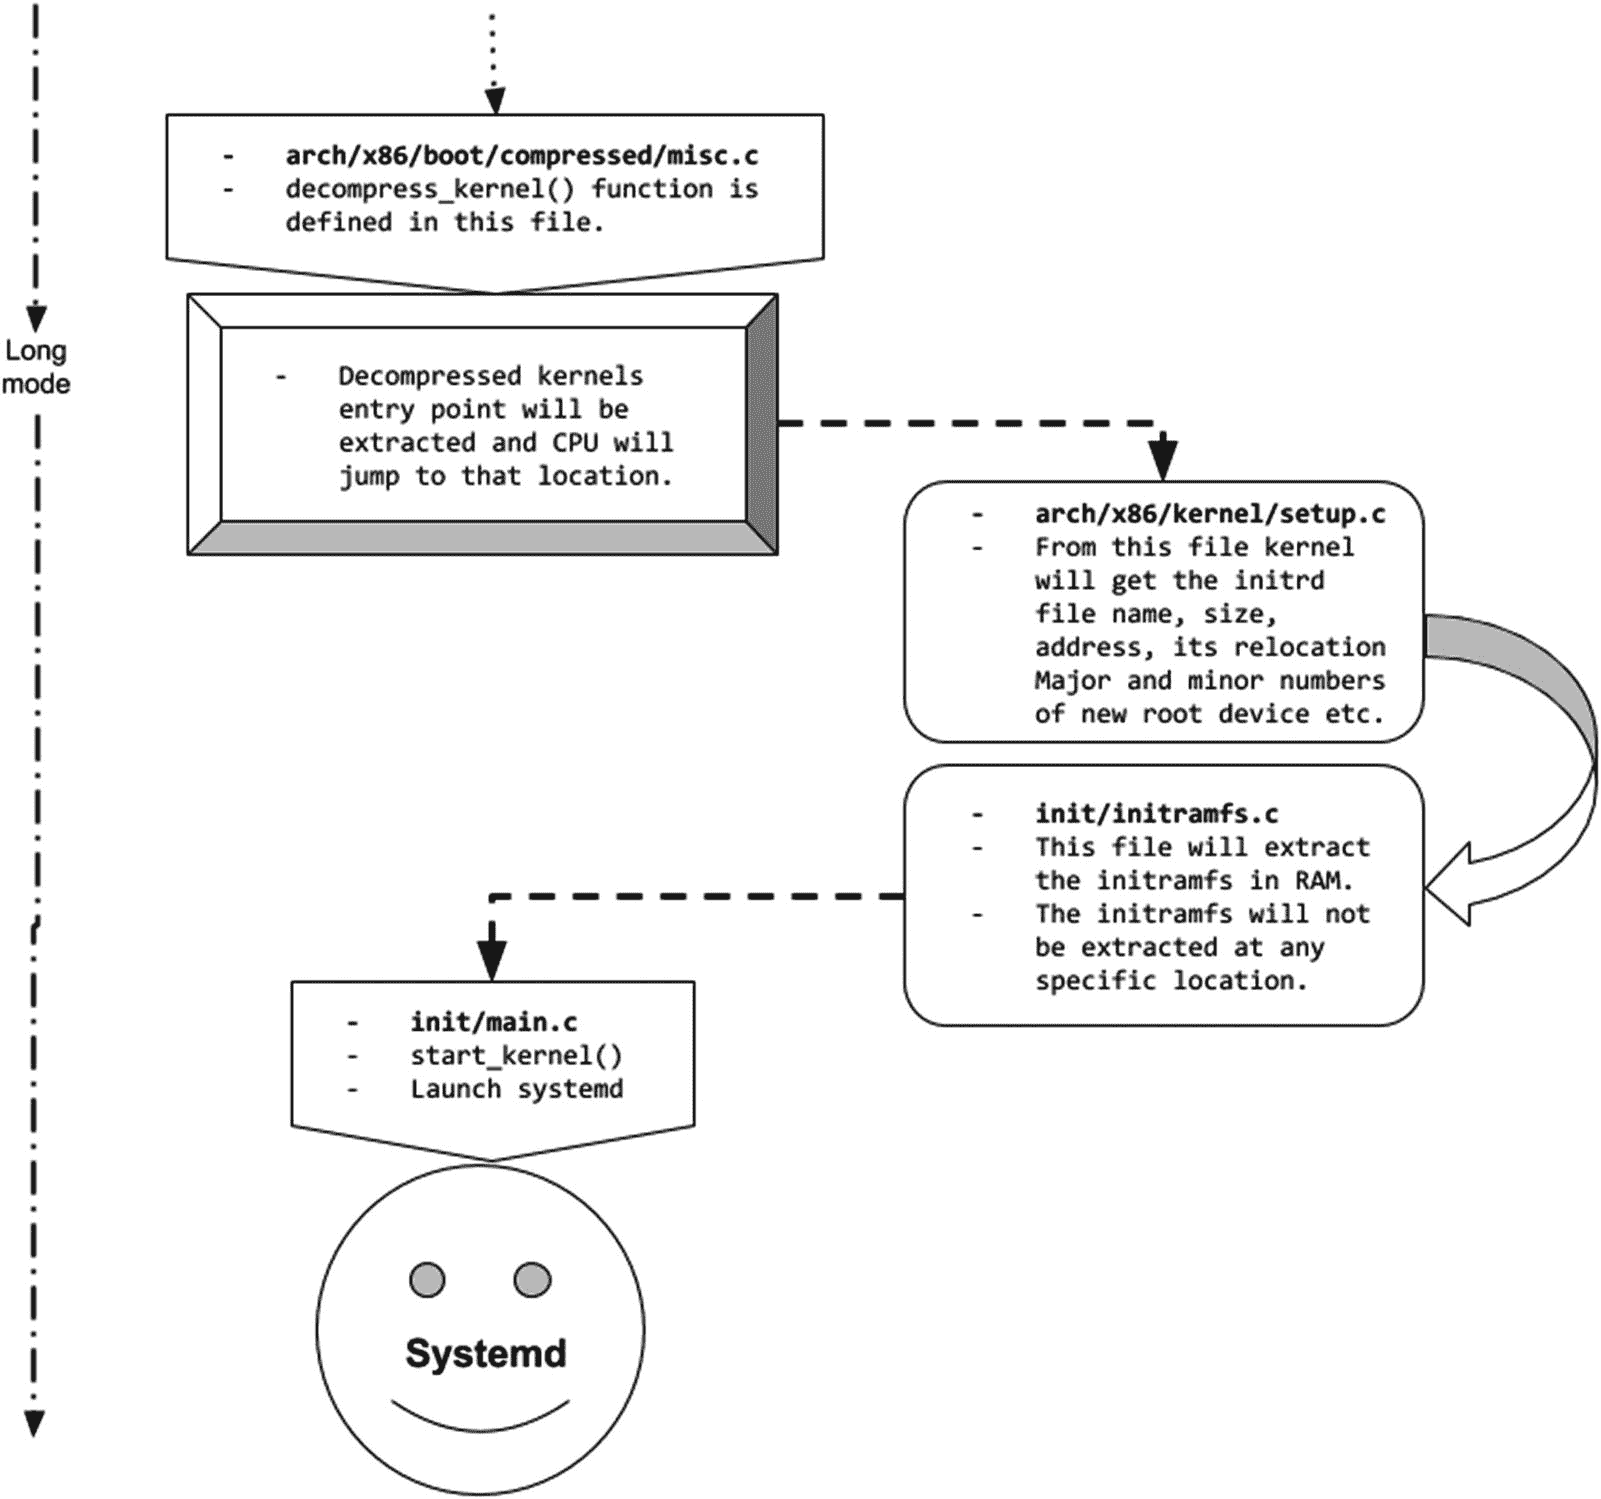 - arch/x86/boot/compressed/misc.c
- decompress_kernel() function is
defined in this file.
Long
mode
- Decompressed kernels
entry point will be
extracted and CPU will
jump to that location.
- arch/x86/kernel/setup.c
- From this file kernel
will get the initrd
file name, size,
address, its relocation
Major and minor numbers
of new root device etc.
- init/initramfs.c
- This file will extract
the initramfs in RAM.
- The initramfs will not
be extracted at any
specific location.
- init/main.c
- start_kernel()
- Launch systemd
Systemd